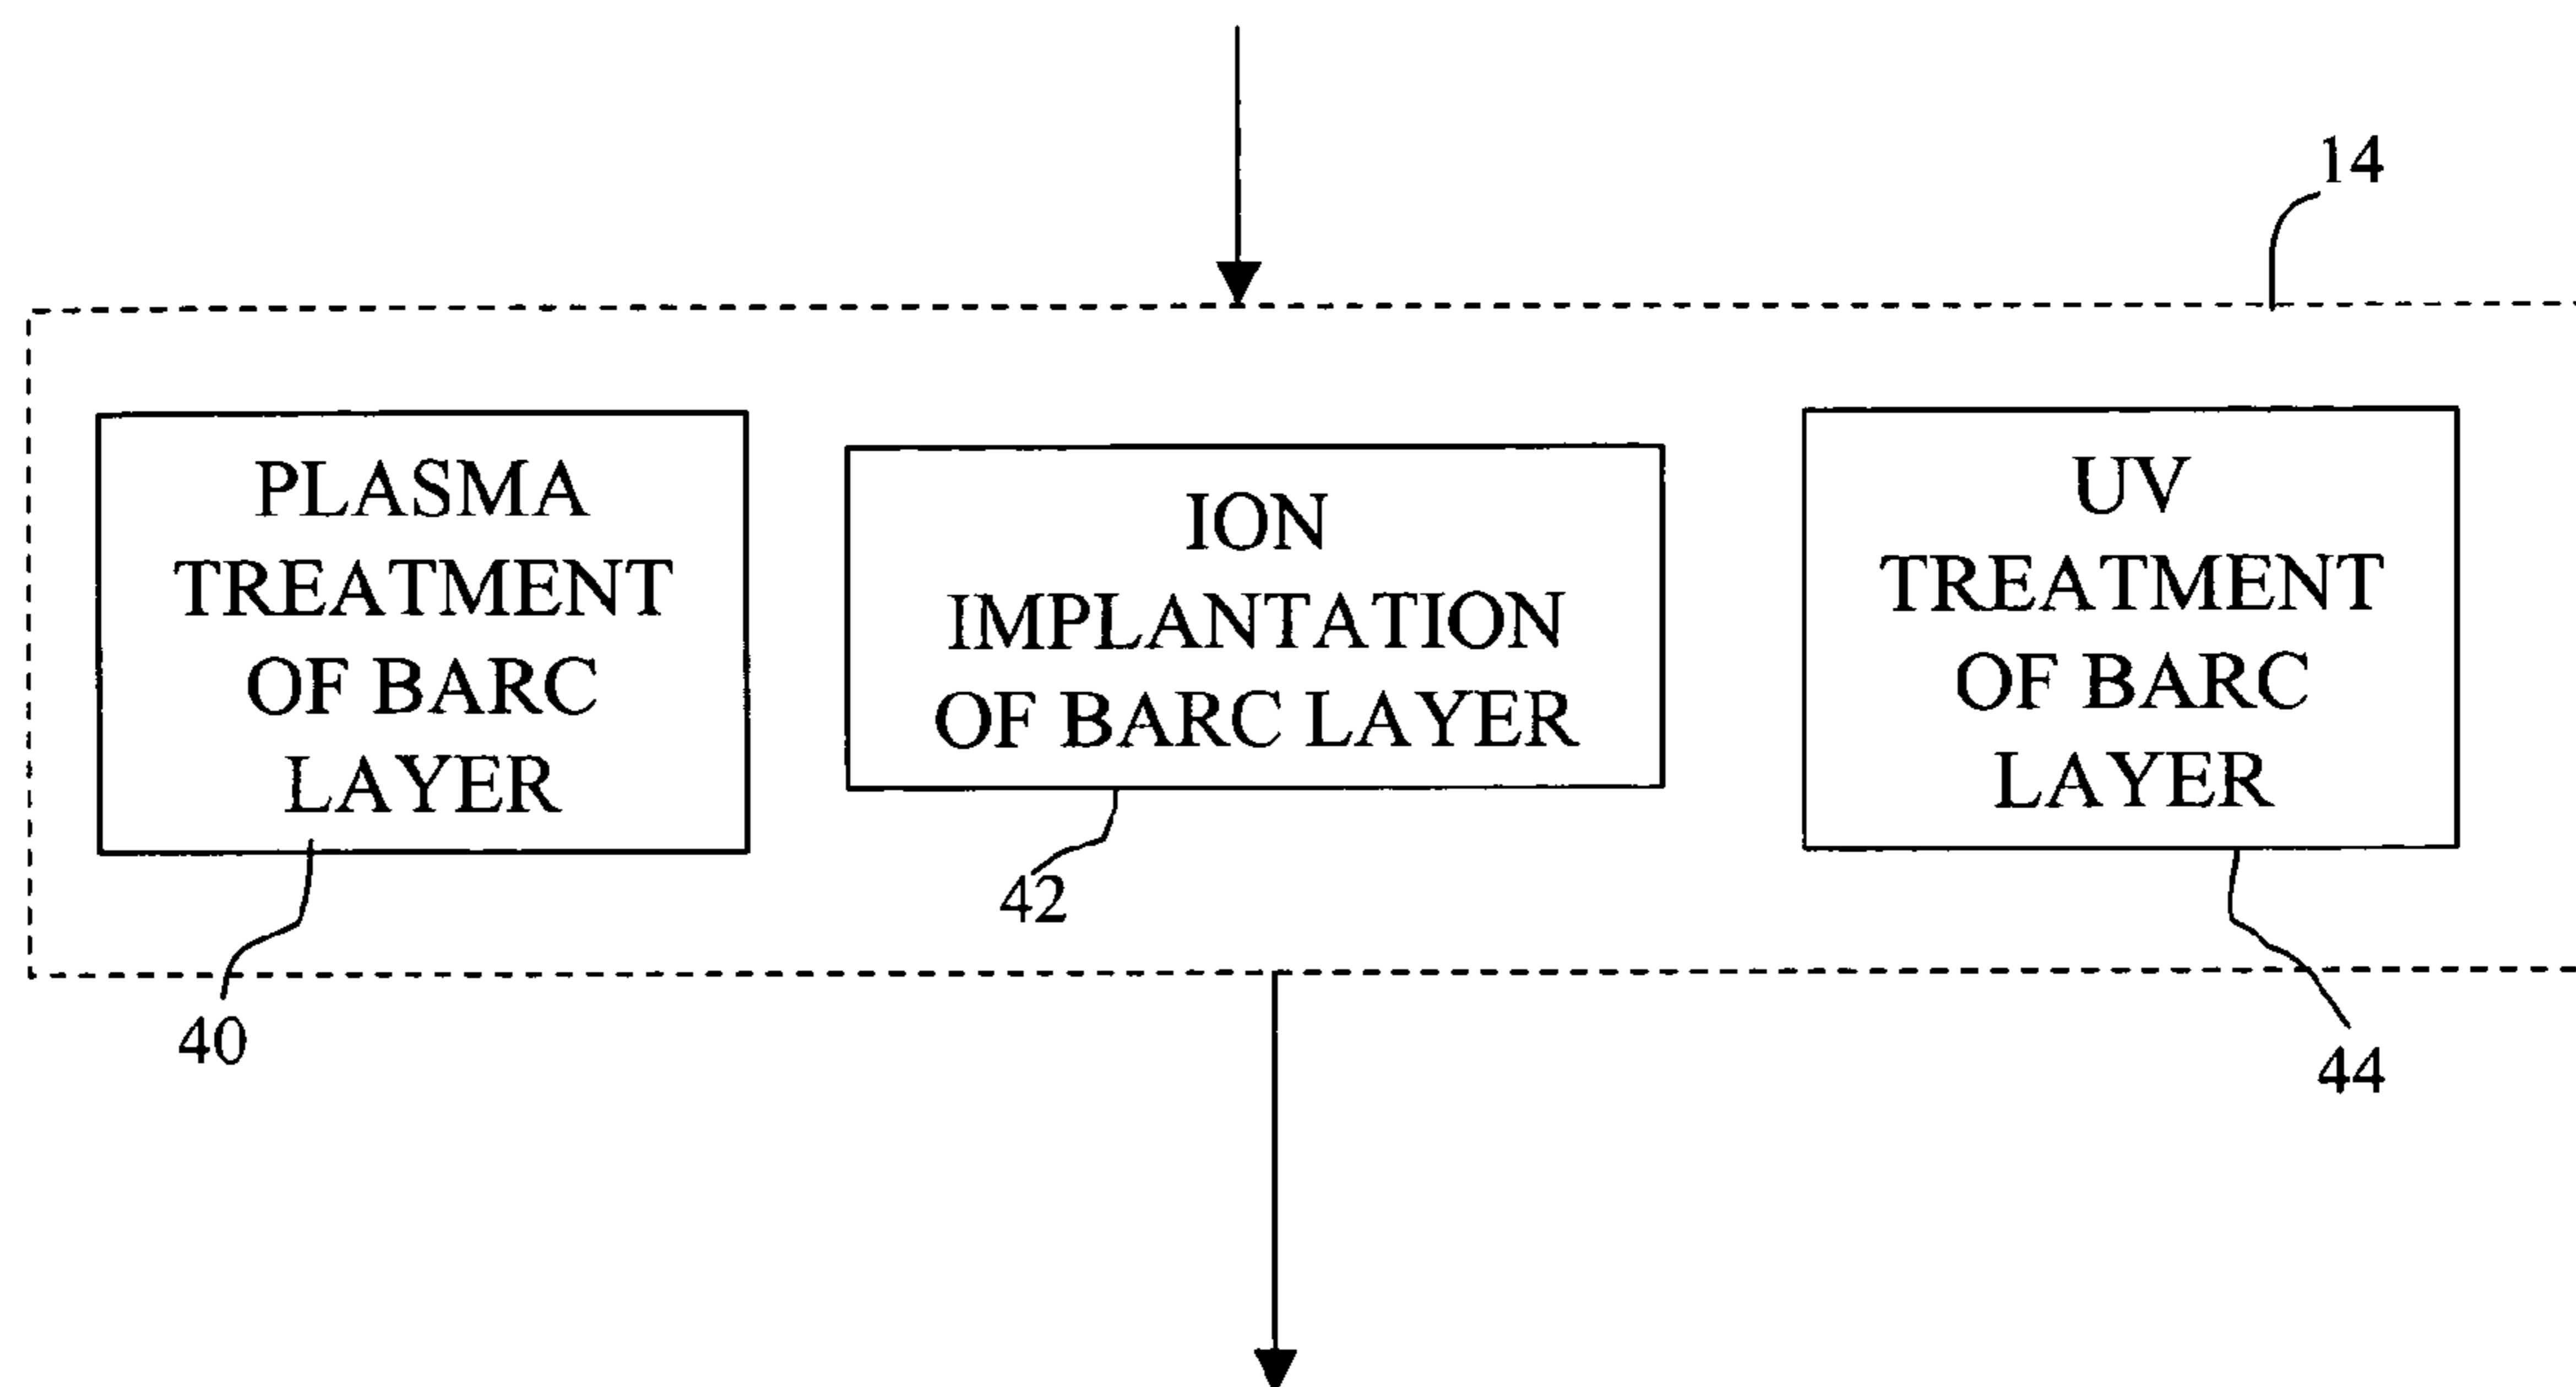 14
PLASMA
TREATMENT
OF BARC
LAYER
40
ION
IMPLANTATION
OF BARC LAYER
42
UV
TREATMENT
OF BARC
LAYER
44